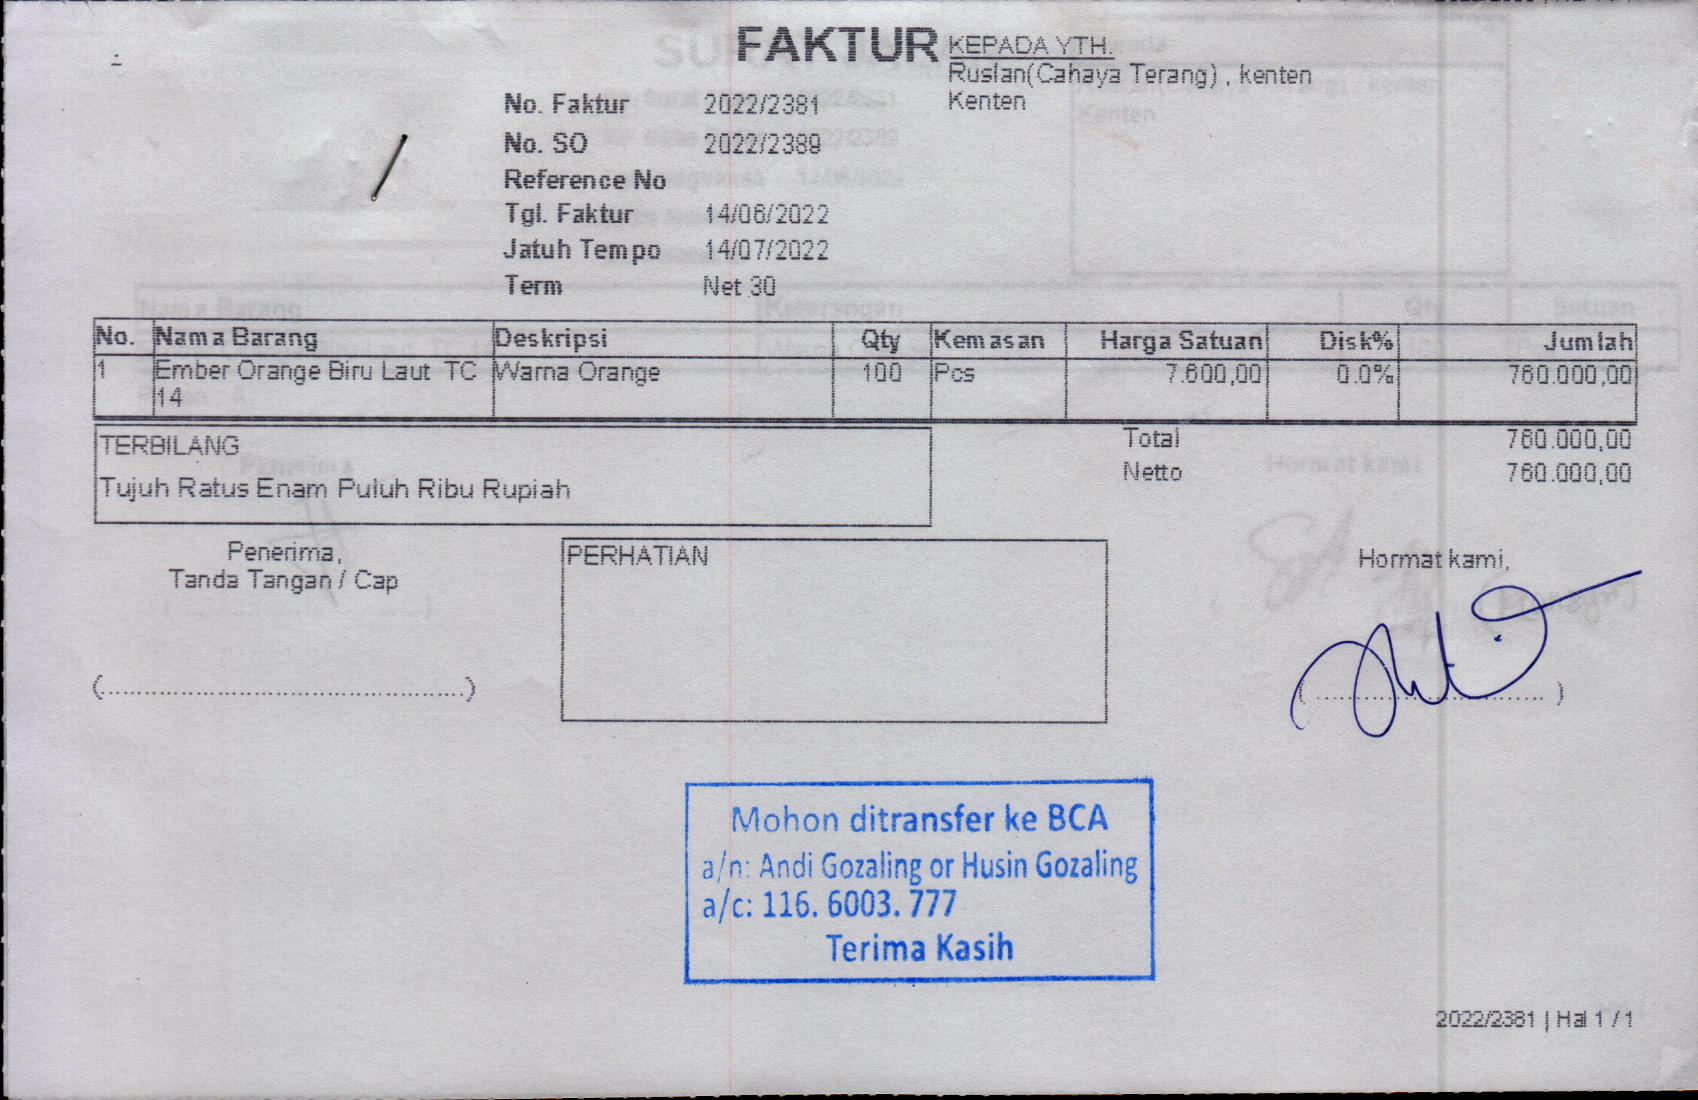 FAKTUR
KEPADA YTH.
Ruslan(Cahaya Terang) , kenten
Kenten
No. Faktur 2022/2381
No. SO 2022/2389
Reference No
Tgl. Faktur 14/06/2022
Jatuh Tempo 14/07/2022
Term Net 30
No. Nama Barang Deskripsi Qty Kemasan Harga Satuan Disk% Jumlah
1 Ember Orange Biru Laut TC Warna Orange 100 Pcs 7.600,00 0.0% 760.000,00
14
Total 760.000,00
Netto 760.000,00
TERBILANG
Tujuh Ratus Enam Puluh Ribu Rupiah
Penerima,
Tanda Tangan / Cap
(............................................)
PERHATIAN
Hormat kami,
( ............................ )
Mohon ditransfer ke BCA
a/n: Andi Gozaling or Husin Gozaling
a/c: 116. 6003. 777
Terima Kasih
2022/2381 | Hal 1 / 1